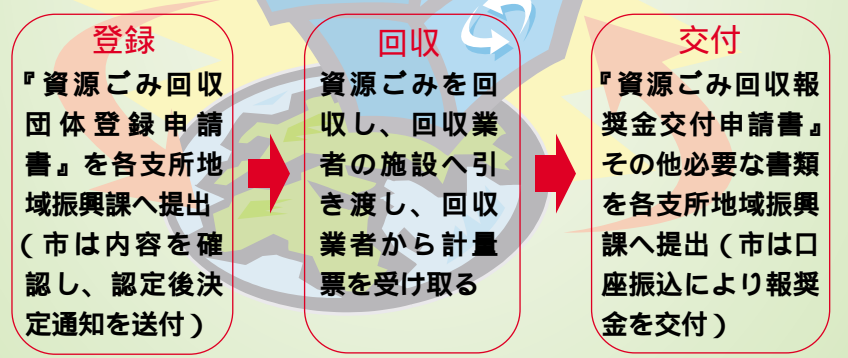 登録
『資源ごみ回収
団体登録申請
書』を各支所地
域振興課へ提出
(市は内容を確
認し、認定後決
定通知を送付)
回収
資源ごみを回
収し、回収業
者の施設へ引
き渡し、回収
業者から計量
票を受け取る
交付
『資源ごみ回収報
奨金交付申請書』
その他必要な書類
を各支所地域振興
課へ提出(市は口
座振込により報奨
金を交付)